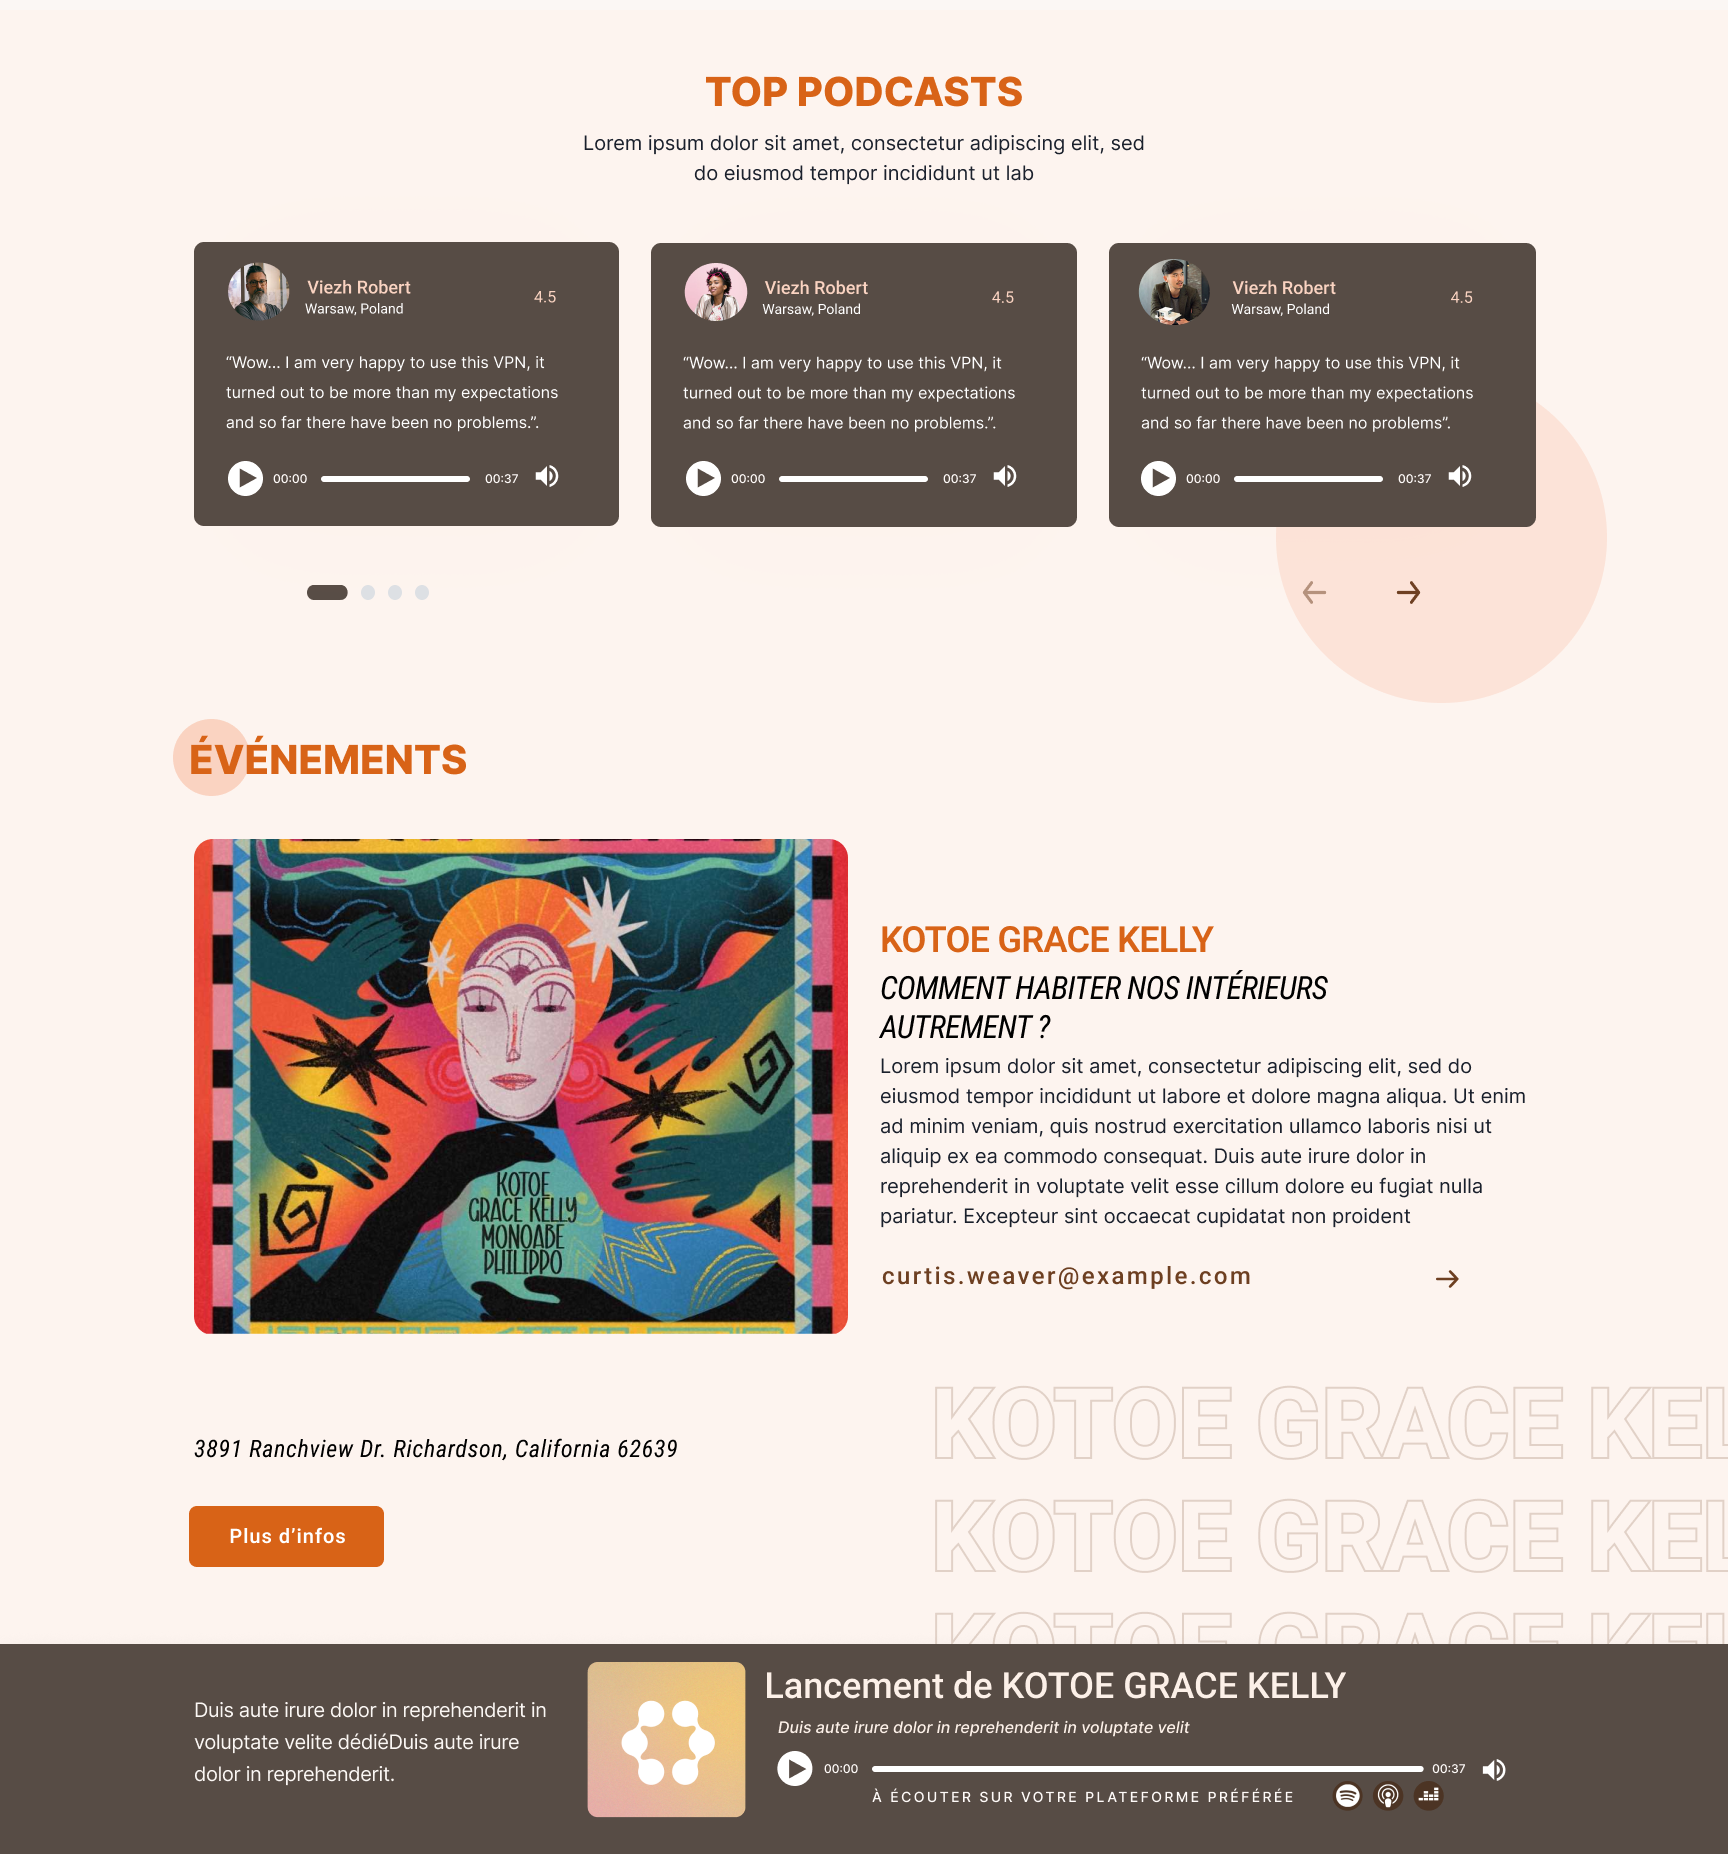 TOP PODCASTS
Lorem ipsum dolor sit amet, consectetur adipiscing elit, sed
do eiusmod tempor incididunt ut lab
Viezh Robert
Warsaw, Poland
4.5
“Wow... I am very happy to use this VPN, it
turned out to be more than my expectations
and so far there have been no problems.”.
00:00
00:37
Viezh Robert
Warsaw, Poland
4.5
“Wow... I am very happy to use this VPN, it
turned out to be more than my expectations
and so far there have been no problems.”.
00:00
00:37
Viezh Robert
Warsaw, Poland
4.5
“Wow... I am very happy to use this VPN, it
turned out to be more than my expectations
and so far there have been no problems”.
00:00
00:37
ÉVÉNEMENTS
KOTOE
GRACE KELLY
MONOABE
PHILIPPO
KOTOE GRACE KELLY
COMMENT HABITER NOS INTÉRIEURS
AUTREMENT ?
Lorem ipsum dolor sit amet, consectetur adipiscing elit, sed do
eiusmod tempor incididunt ut labore et dolore magna aliqua. Ut enim
ad minim veniam, quis nostrud exercitation ullamco laboris nisi ut
aliquip ex ea commodo consequat. Duis aute irure dolor in
reprehenderit in voluptate velit esse cillum dolore eu fugiat nulla
pariatur. Excepteur sint occaecat cupidatat non proident
curtis.weaver@example.com
3891 Ranchview Dr. Richardson, California 62639
Plus d’infos
KOTOE GRACE KEL
KOTOE GRACE KEL
KOTOE GRACE KEL
Duis aute irure dolor in reprehenderit in
voluptate velite dédiéDuis aute irure
dolor in reprehenderit.
Lancement de KOTOE GRACE KELLY
Duis aute irure dolor in reprehenderit in voluptate velit
00:00
00:37
À ÉCOUTER SUR VOTRE PLATEFORME PRÉFÉRÉE